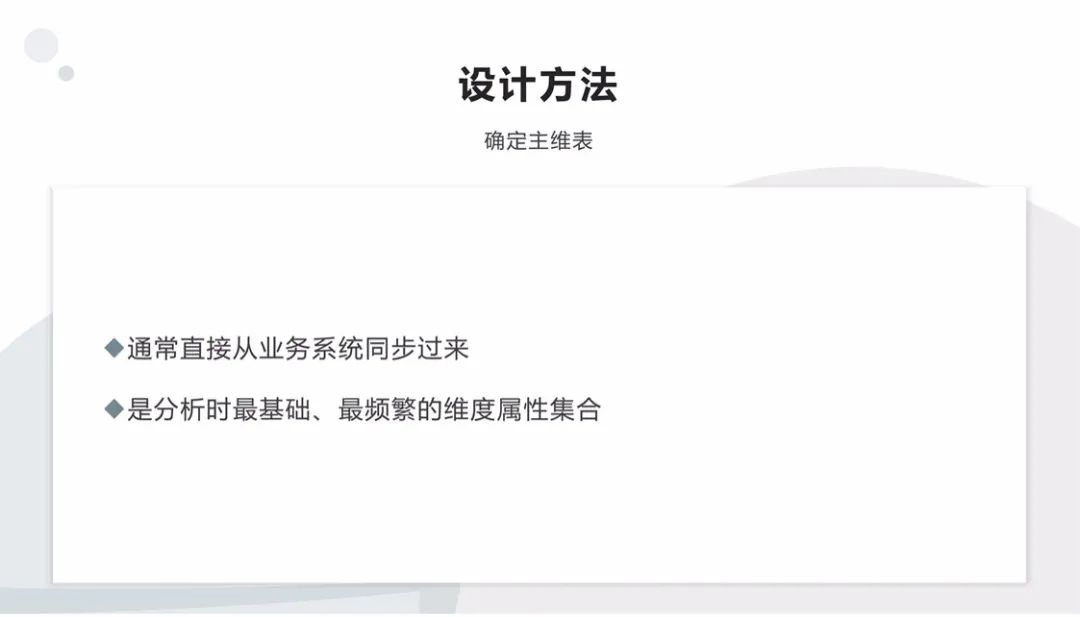 设计方法
确定主维表
◆通常直接从业务系统同步过来
◆是分析时最基础、最频繁的维度属性集合